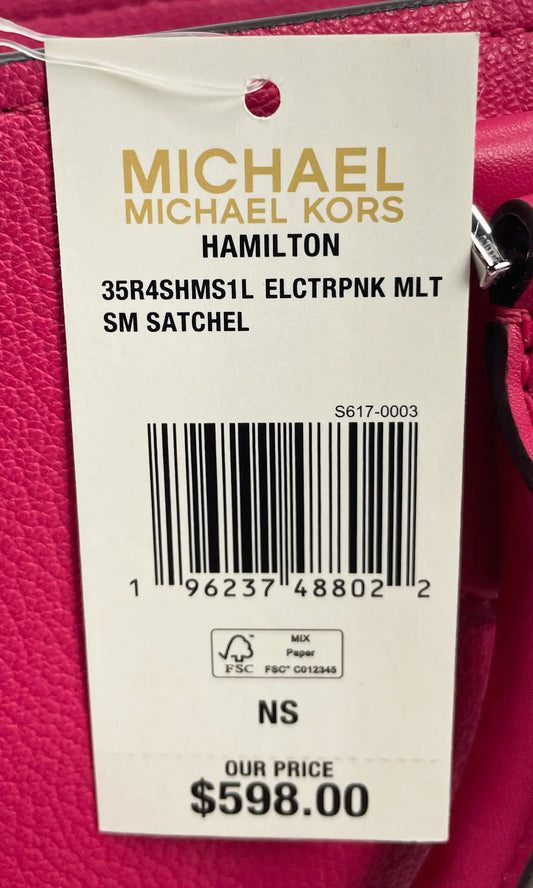 MICHAEL
MICHAEL KORS
HAMILTON
35R4SHMS1L ELCTRPNK MLT
SM SATCHEL
S617-0003
1 96237 48802 2
FSC
MIX
Paper
FSC™ C012345
NS
OUR PRICE
$598.00